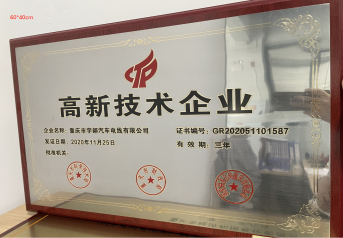 60*40cm
高新技术企业
企业名称：重庆市宇邮汽车电线有限公司
证书编号：GR202051101587
发证日期：2020年11月25日
有效期：三年
批准机关：